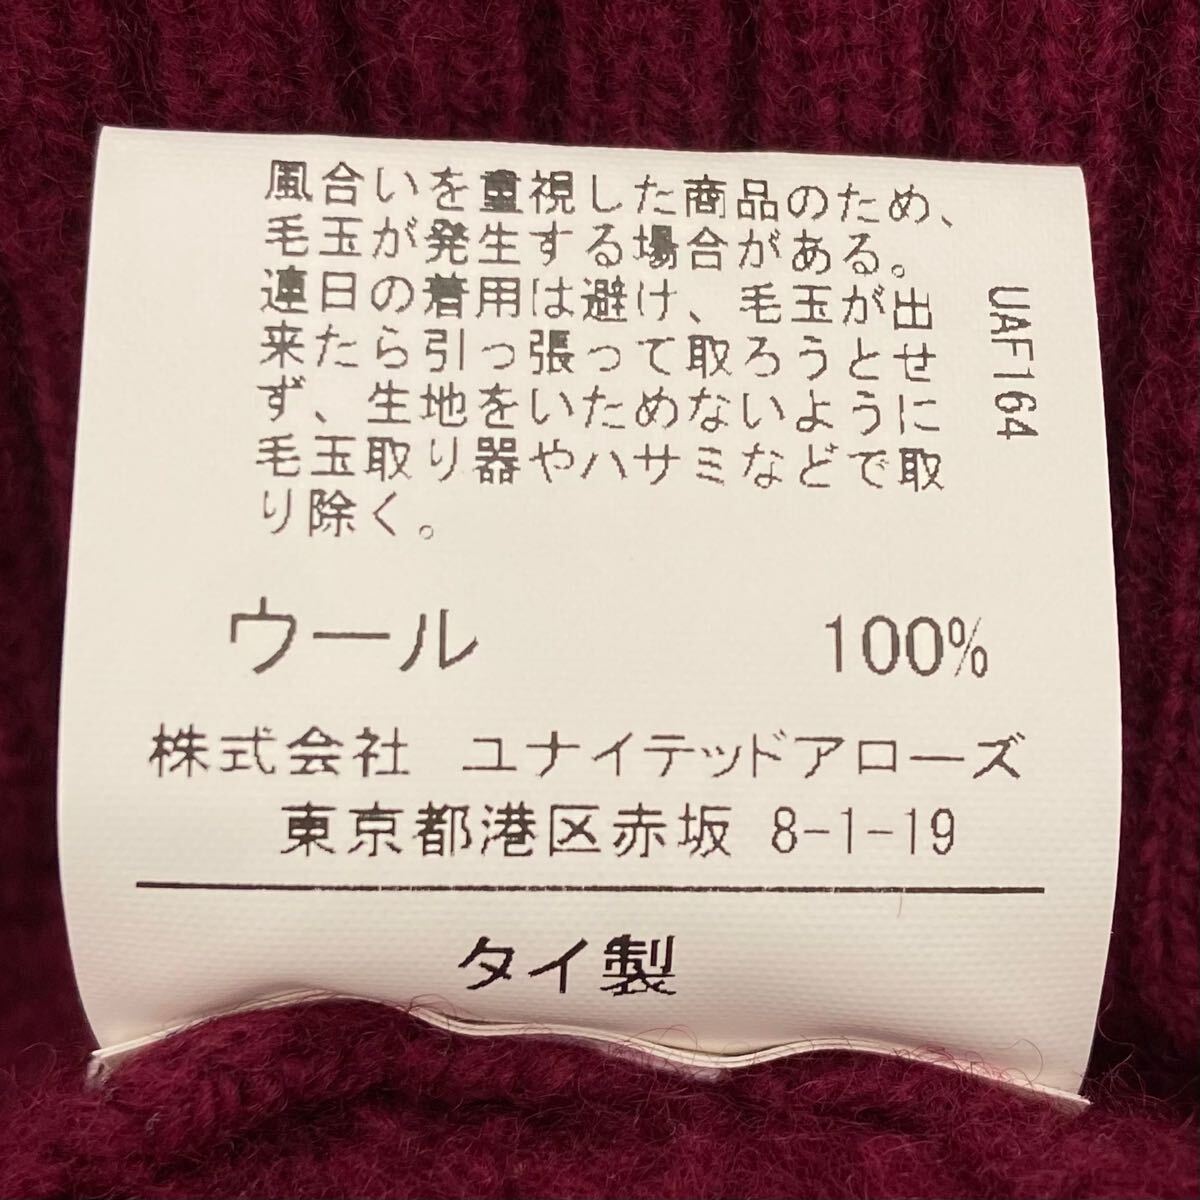 風合いを重視した商品のため、
毛玉が発生する場合がある。
連日の着用は避け、毛玉が出
来たら引っ張って取ろうとせ
ず、生地をいためないように
毛玉取り器やハサミなどで取
り除く。
UAF164
ウール 100%
株式会社 ユナイテッドアローズ
東京都港区赤坂 8-1-19
タイ製